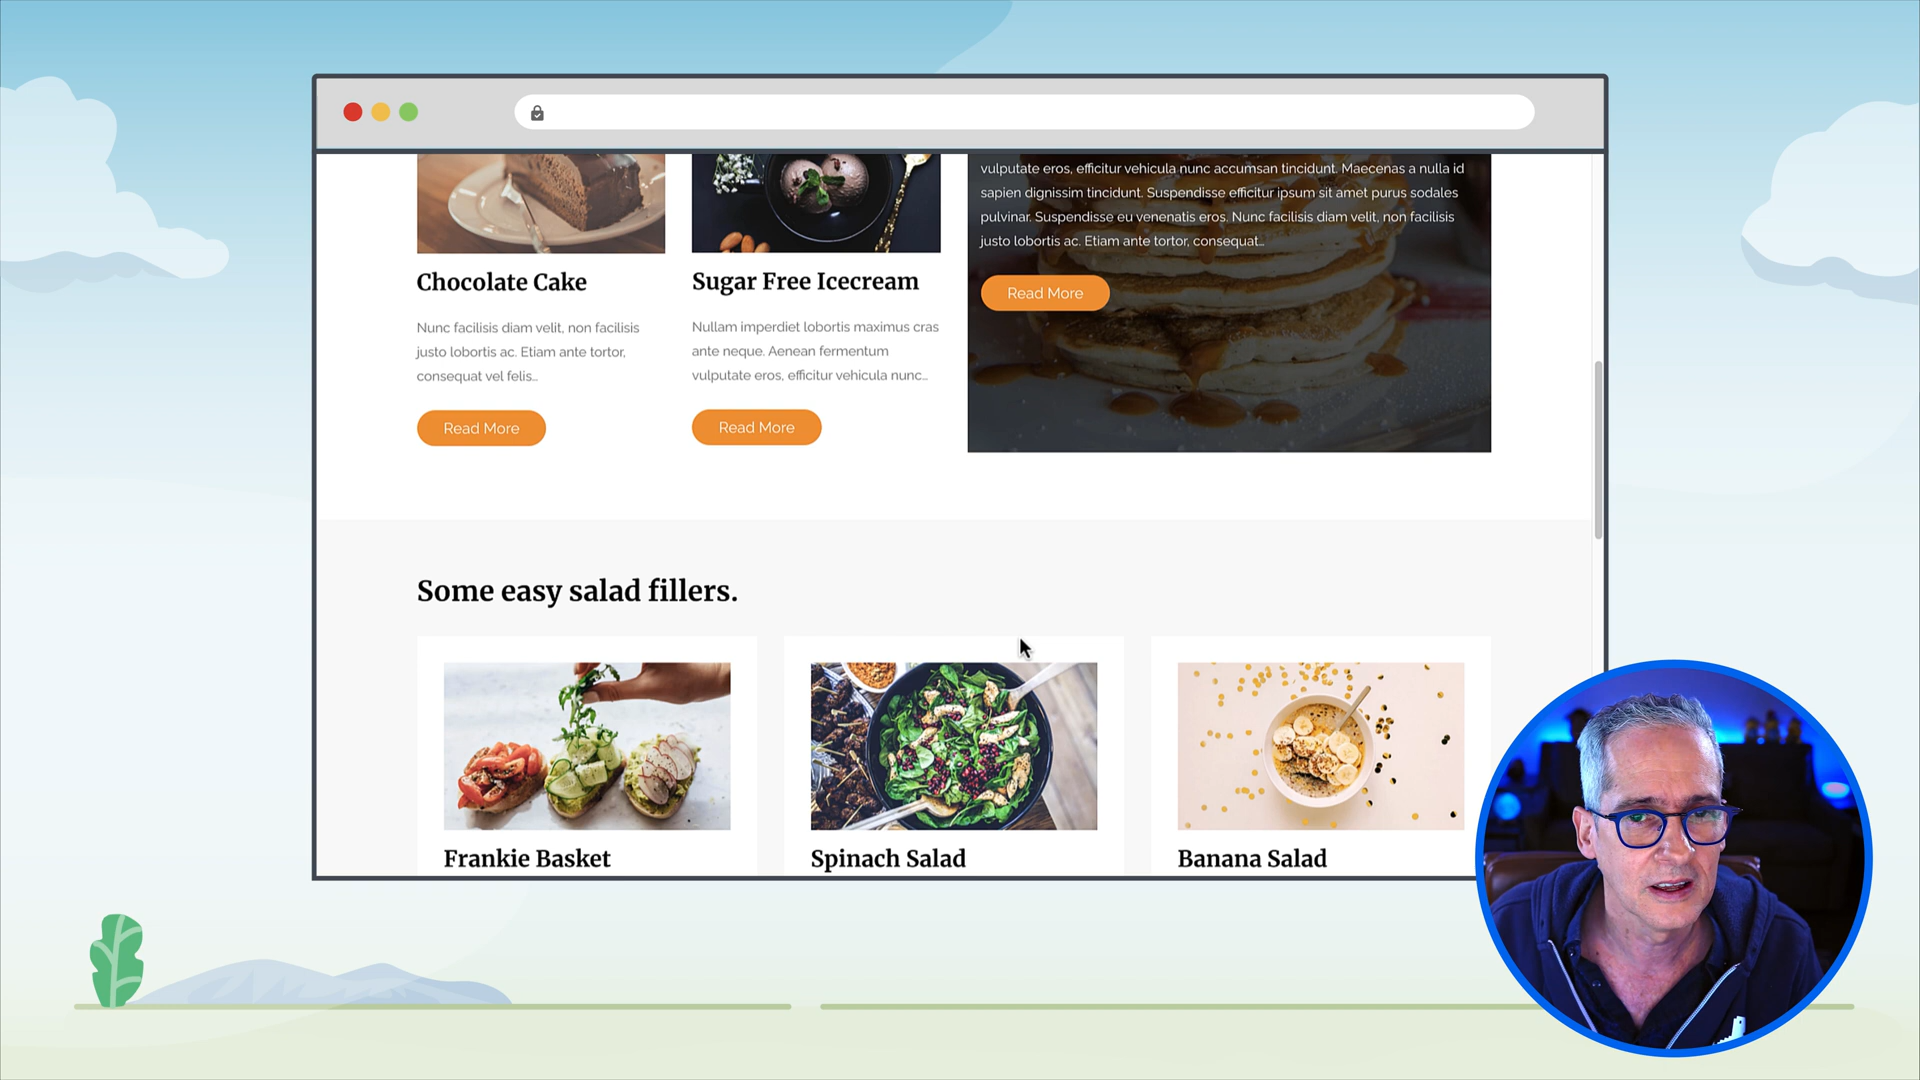 vulputate eros, efficitur vehicula nunc accumsan tincidunt. Maecenas a nulla id
sapien dignissim tincidunt. Suspendisse efficitur ipsum sit amet purus sodales
pulvinar. Suspendisse eu venenatis eros. Nunc facilisis diam velit, non facilisis
justo lobortis ac. Etiam ante tortor, consequat...
Read More
Chocolate Cake
Nunc facilisis diam velit, non facilisis
justo lobortis ac. Etiam ante tortor,
consequat vel felis...
Read More
Sugar Free Icecream
Nullam imperdiet lobortis maximus cras
ante neque. Aenean fermentum
vulputate eros, efficitur vehicula nunc...
Read More
Some easy salad fillers.
Frankie Basket
Spinach Salad
Banana Salad